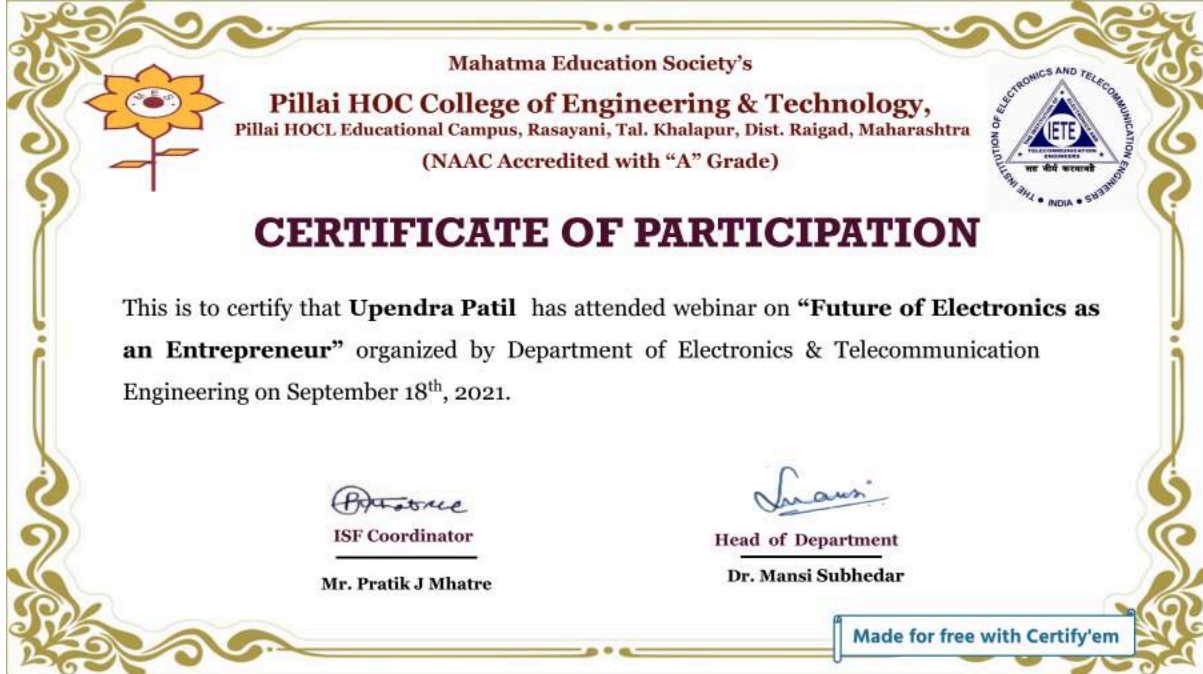 Mahatma Education Society’s
Pillai HOC College of Engineering & Technology,
Pillai HOCL Educational Campus, Rasayani, Tal. Khalapur, Dist. Raigad, Maharashtra
(NAAC Accredited with “A” Grade)
M E S
THE INSTITUTION OF ELECTRONICS AND TELECOMMUNICATION ENGINEERS • INDIA •
IETE
TELECOMMUNICATION
ENGINEERS
CERTIFICATE OF PARTICIPATION
This is to certify that Upendra Patil has attended webinar on “Future of Electronics as
an Entrepreneur” organized by Department of Electronics & Telecommunication
Engineering on September 18th, 2021.
Mansi
ISF Coordinator
Head of Department
Mr. Pratik J Mhatre
Dr. Mansi Subhedar
Made for free with Certify'em